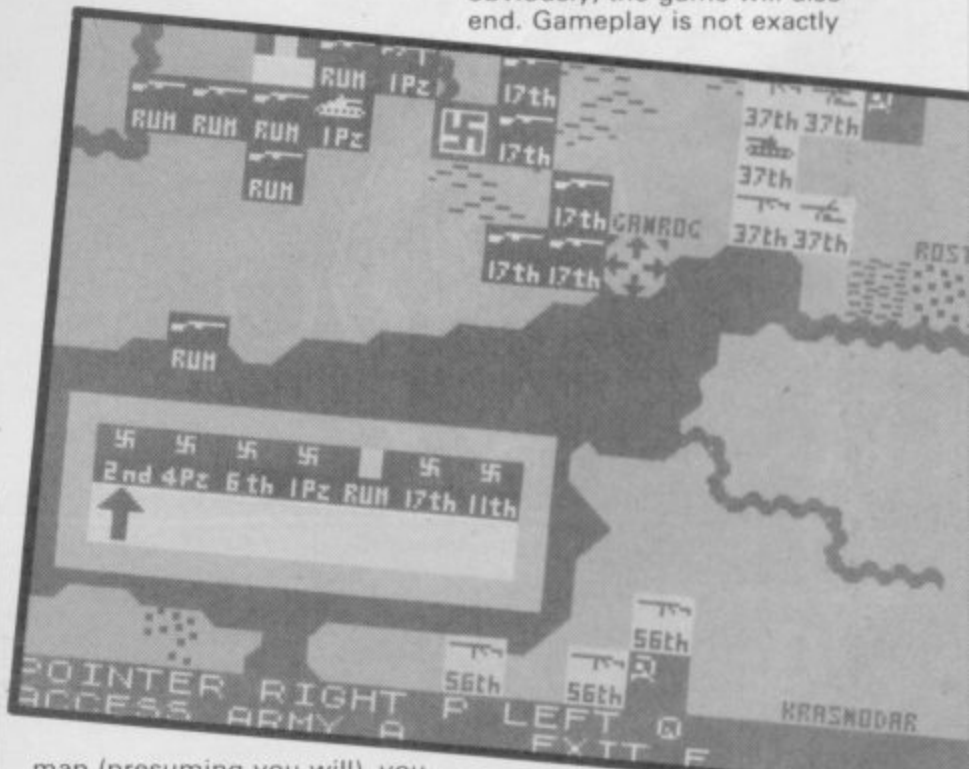 end. Gameplay is not exactly
RUM 1Pz 17th
RUM RUM RUM 1Pz 17th 37th 37th
RUM 37th
17th GANROG 37th 37th
17th 17th ROST
RUM
2nd 4Pz 6th 1Pz RUM 17th 11th
56th
56th 56th
POINTER RIGHT P LEFT Q
ACCESS ARMY A EXIT E
KRASNODAR
map (presuming you will), you